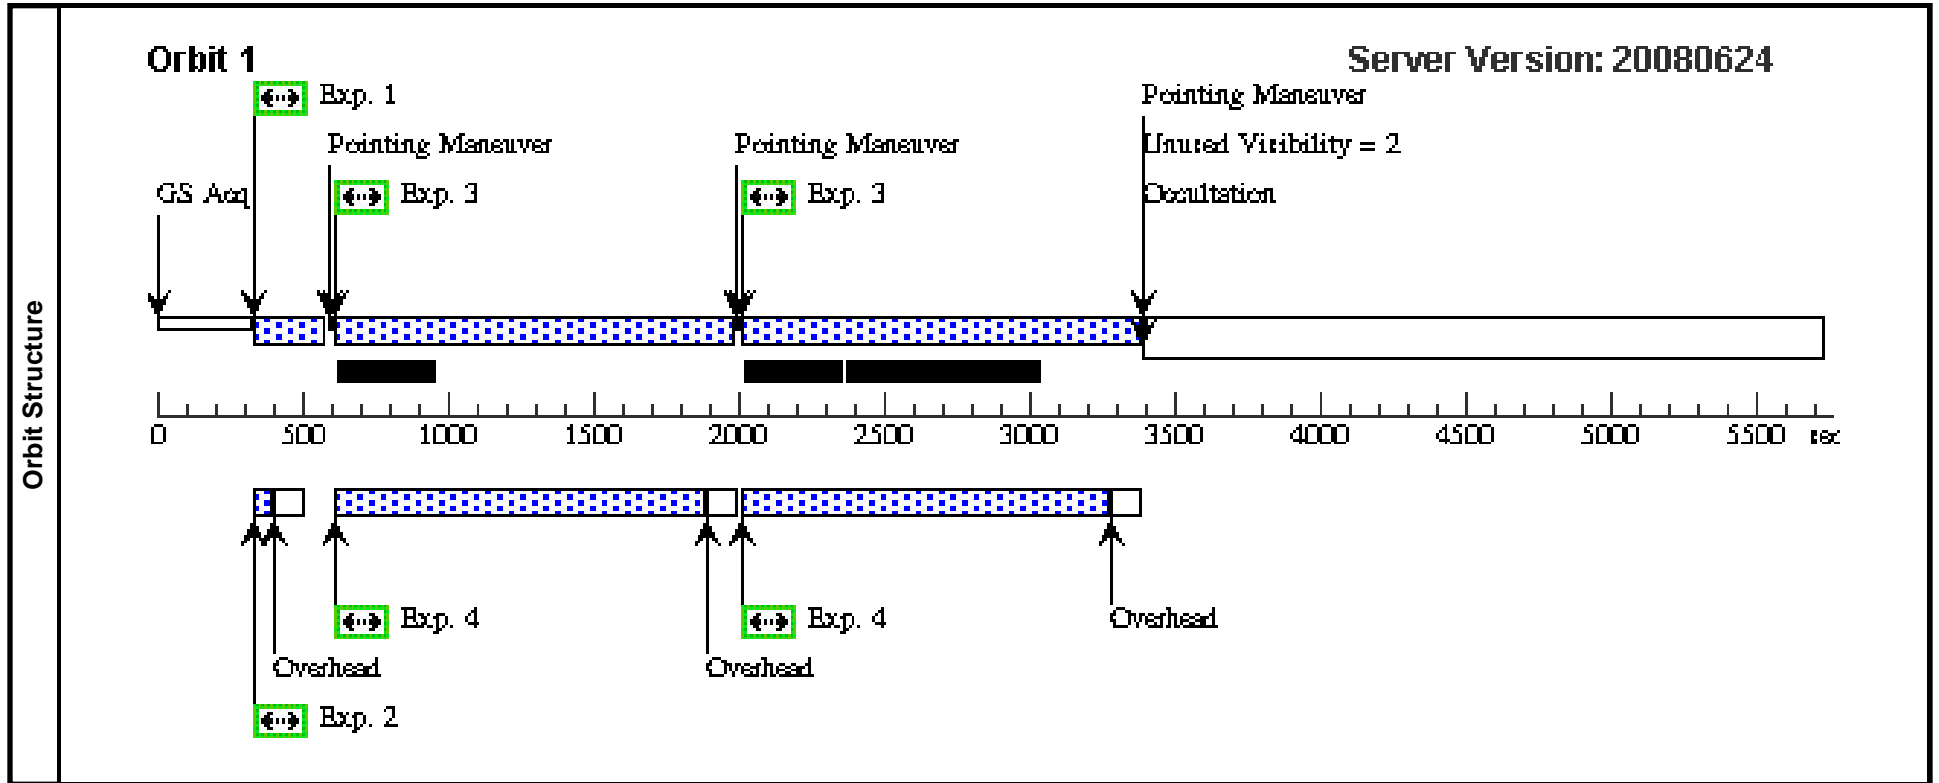 Orbit Structure
Orbit 1
Server Version: 20080624
Exp. 1
Pointing Maneuver
Pointing Maneuver
Pointing Maneuver
Unused Visibility = 2
GS Acq
Exp. 3
Exp. 3
Occultation
0 500 1000 1500 2000 2500 3000 3500 4000 4500 5000 5500 sec
Exp. 4
Exp. 4
Overhead
Overhead
Overhead
Exp. 2